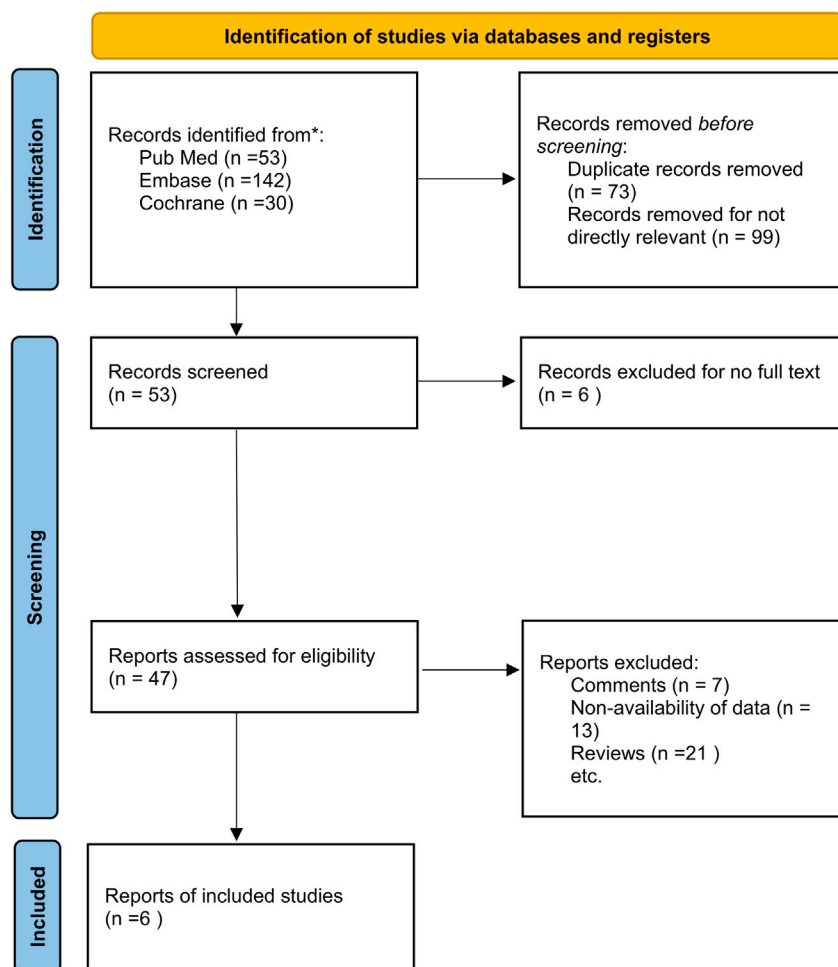 Identification of studies via databases and registers
Identification
Records identified from*:
Pub Med (n =53)
Embase (n =142)
Cochrane (n =30)
Records removed before
screening:
Duplicate records removed
(n = 73)
Records removed for not
directly relevant (n = 99)
Screening
Records screened
(n = 53)
Records excluded for no full text
(n = 6 )
Reports assessed for eligibility
(n = 47)
Reports excluded:
Comments (n = 7)
Non-availability of data (n =
13)
Reviews (n =21 )
etc.
Included
Reports of included studies
(n =6 )